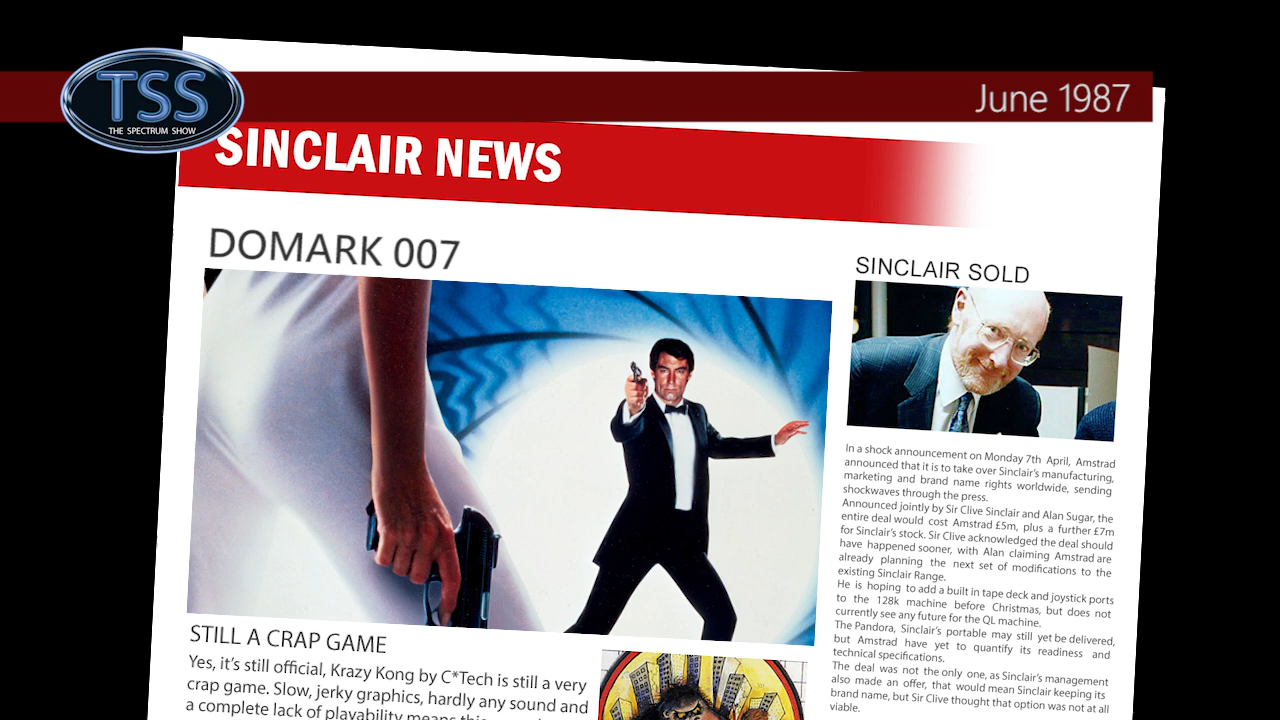 TSS
THE SPECTRUM SHOW
June 1987
SINCLAIR NEWS
DOMARK 007
STILL A CRAP GAME
Yes, it's still official, Krazy Kong by C*Tech is still a very
crap game. Slow, jerky graphics, hardly any sound and
a complete lack of playability means
SINCLAIR SOLD
In a shock announcement on Monday 7th April, Amstrad
announced that it is to take over Sinclair's manufacturing,
marketing and brand name rights worldwide, sending
shockwaves through the press.
Announced jointly by Sir Clive Sinclair and Alan Sugar, the
entire deal would cost Amstrad £5m, plus a further £7m
for Sinclair's stock. Sir Clive acknowledged the deal should
have happened sooner, with Alan claiming Amstrad are
already planning the next set of modifications to the
existing Sinclair Range.
He is hoping to add a built in tape deck and joystick ports
to the 128k machine before Christmas, but does not
currently see any future for the QL machine.
The Pandora, Sinclair's portable may still yet be delivered,
but Amstrad have yet to quantify its readiness and
technical specifications.
The deal was not the only one, as Sinclair's management
also made an offer, that would mean Sinclair keeping its
brand name, but Sir Clive thought that option was not at all
viable.